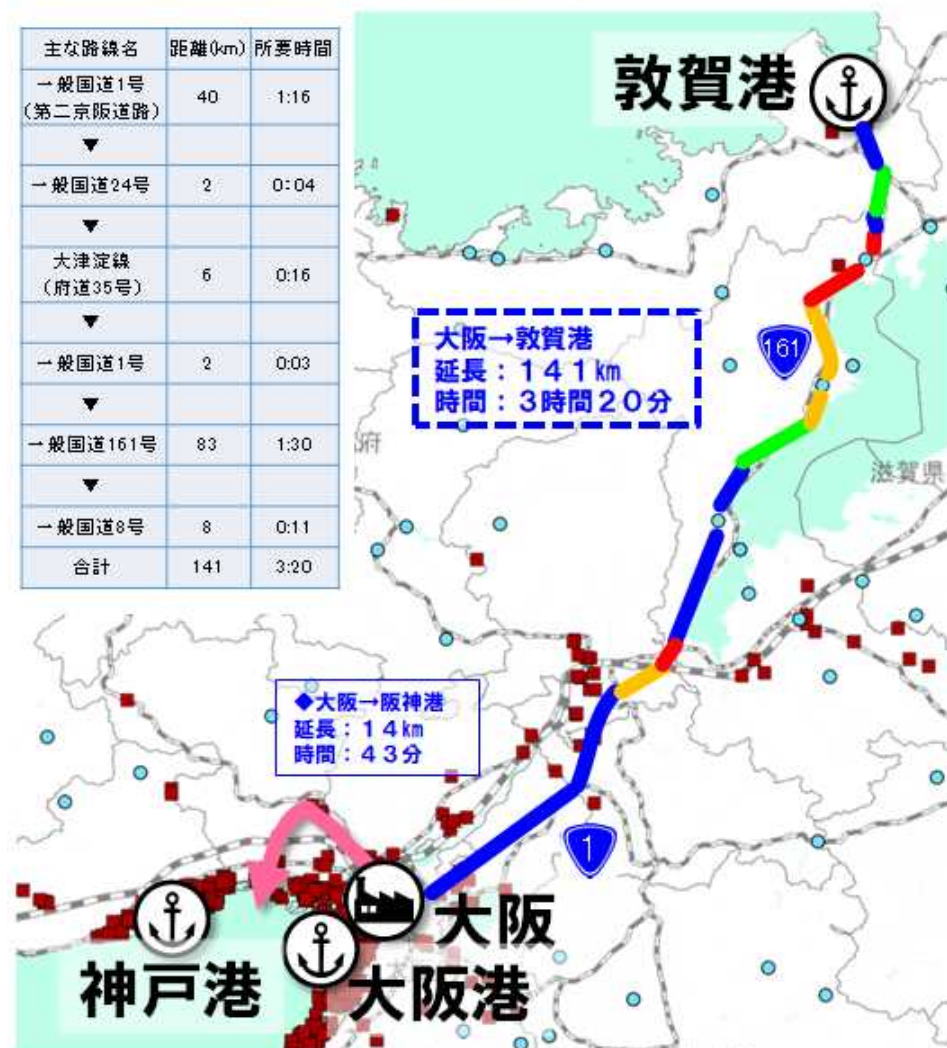 主な路線名 距離(km) 所要時間
一般国道1号
(第二京阪道路) 40 1:16
▼
一般国道24号 2 0:04
▼
大津淀線
(府道35号) 6 0:16
▼
一般国道1号 2 0:03
▼
一般国道161号 83 1:30
▼
一般国道8号 8 0:11
合計 141 3:20
敦賀港
大阪→敦賀港
延長：141km
時間：3時間20分
161
府
滋賀県
◆大阪→阪神港
延長：14km
時間：43分
1
大阪
神戸港
大阪港